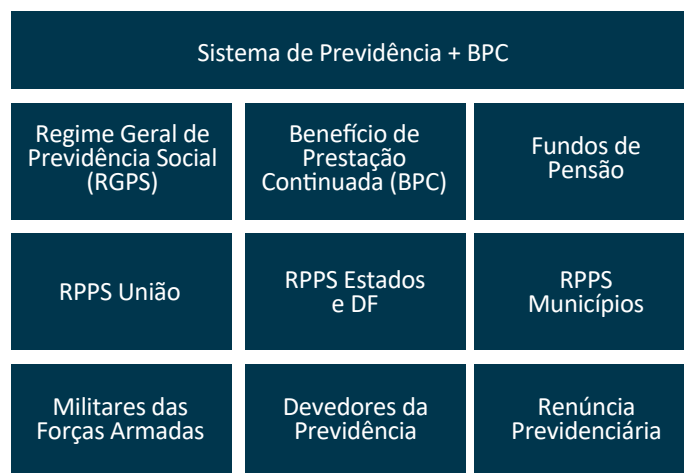 Sistema de Previdência + BPC
Regime Geral de
Previdência Social
(RGPS)
Benefício de
Prestação
Continuada (BPC)
Fundos de
Pensão
RPPS União
RPPS Estados
e DF
RPPS
Municípios
Militares das
Forças Armadas
Devedores da
Previdência
Renúncia
Previdenciária